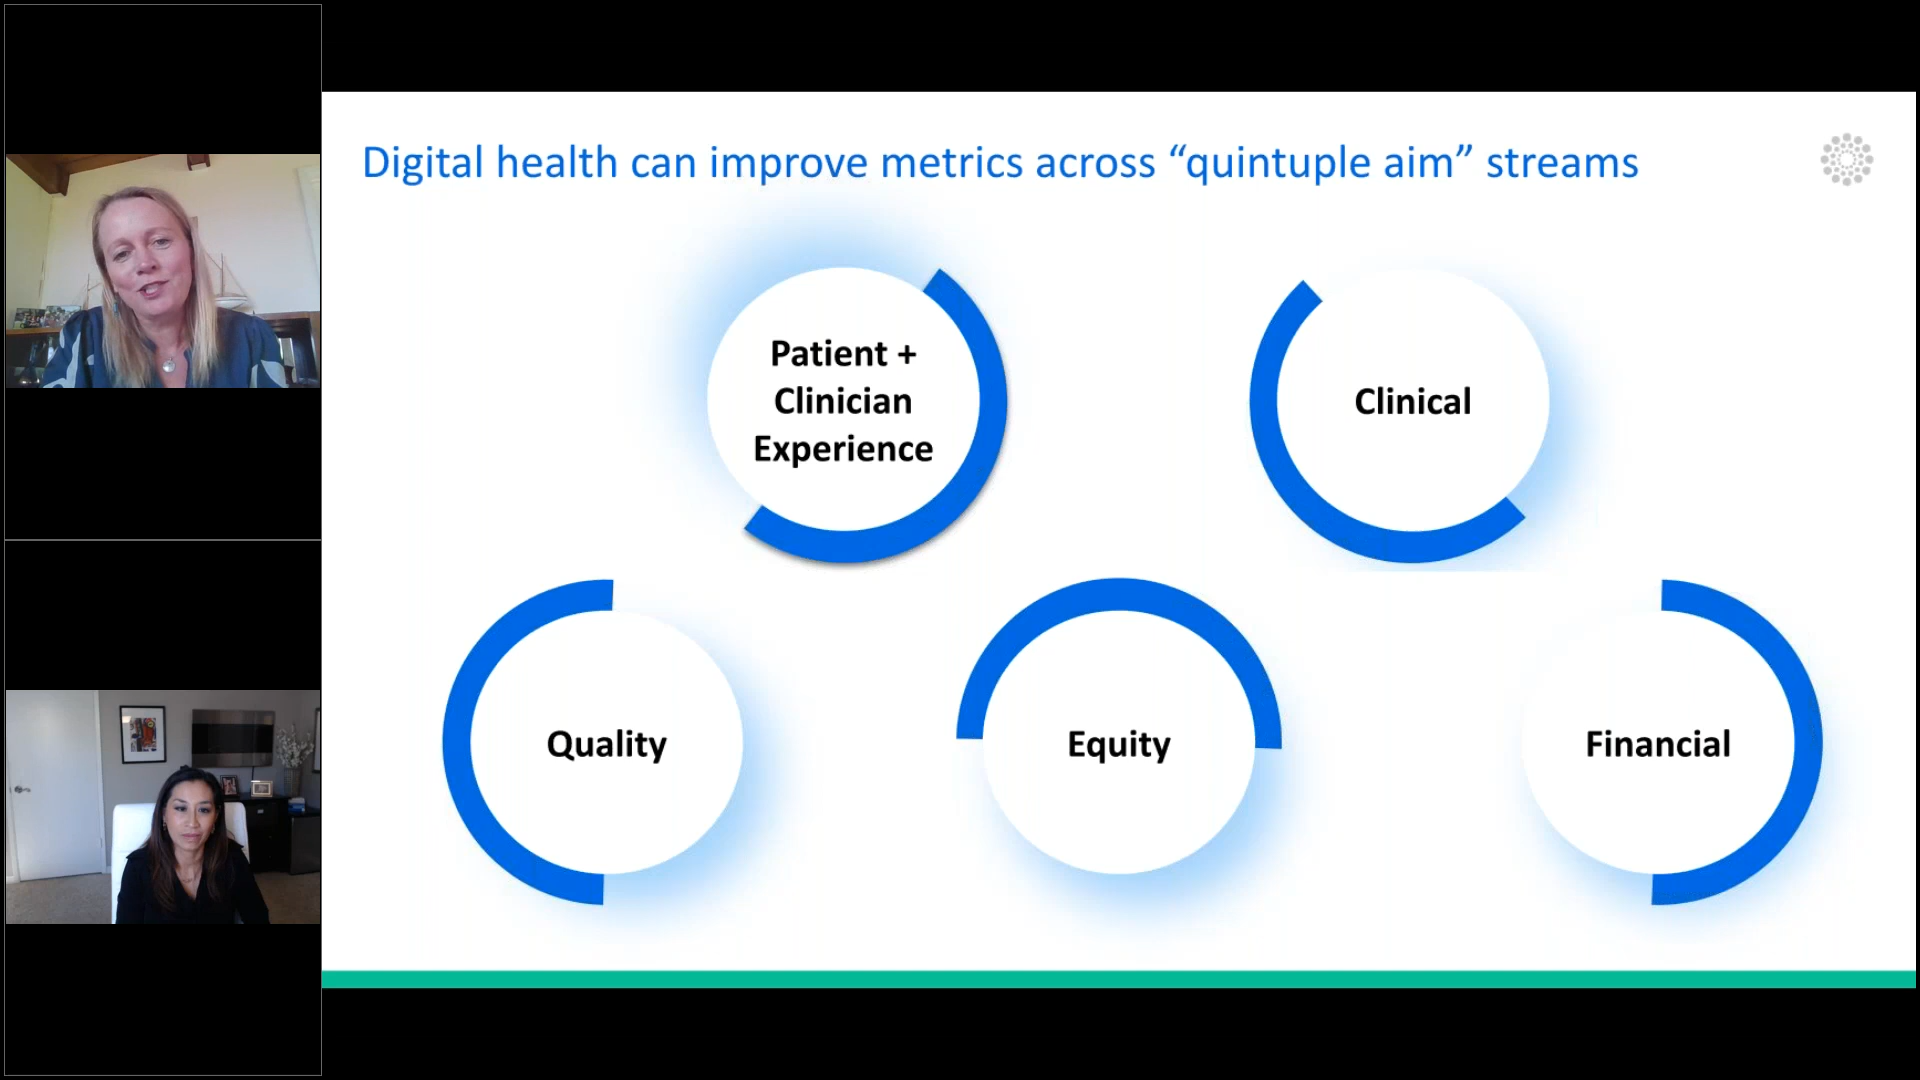 Digital health can improve metrics across “quintuple aim” streams
Patient +
Clinician
Experience
Clinical
Quality
Equity
Financial